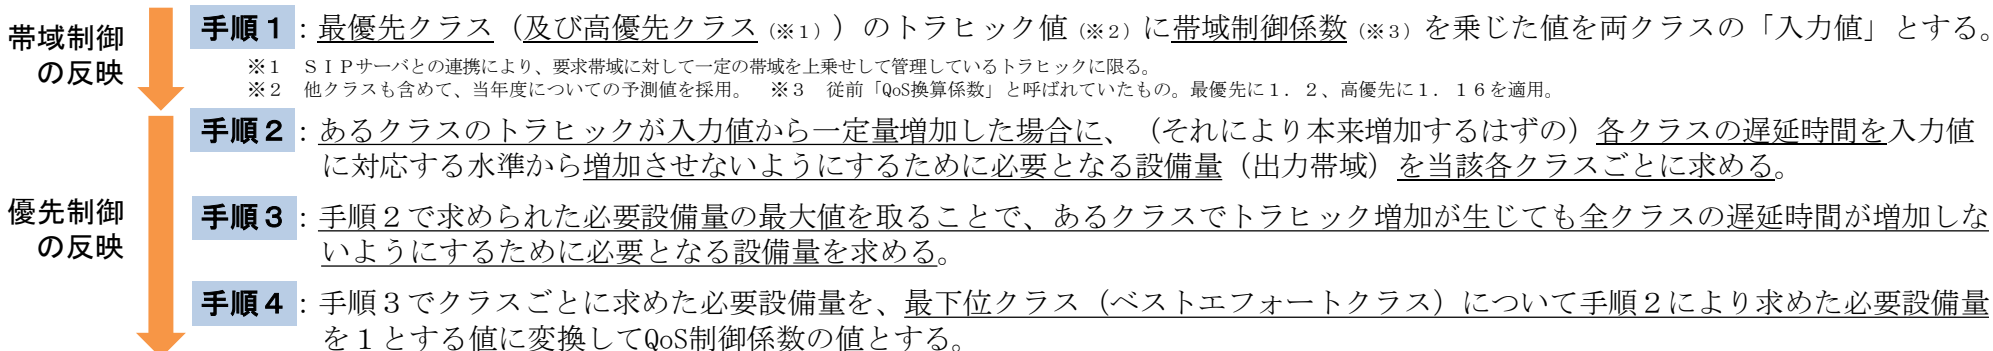 帯域制御
の反映
手順１：最優先クラス（及び高優先クラス（※１））のトラヒック値（※２）に帯域制御係数（※３）を乗じた値を両クラスの「入力値」とする。
※１　ＳＩＰサーバとの連携により、要求帯域に対して一定の帯域を上乗せして管理しているトラヒックに限る。
※２　他クラスも含めて、当年度についての予測値を採用。　※３　従前「QoS換算係数」と呼ばれていたもの。最優先に１．２、高優先に１．１６を適用。
手順２：あるクラスのトラヒックが入力値から一定量増加した場合に、（それにより本来増加するはずの）各クラスの遅延時間を入力値
に対応する水準から増加させないようにするために必要となる設備量（出力帯域）を当該各クラスごとに求める。
優先制御
の反映
手順３：手順２で求められた必要設備量の最大値を取ることで、あるクラスでトラヒック増加が生じても全クラスの遅延時間が増加しな
いようにするために必要となる設備量を求める。
手順４：手順３でクラスごとに求めた必要設備量を、最下位クラス（ベストエフォートクラス）について手順２により求めた必要設備量
を１とする値に変換してQoS制御係数の値とする。